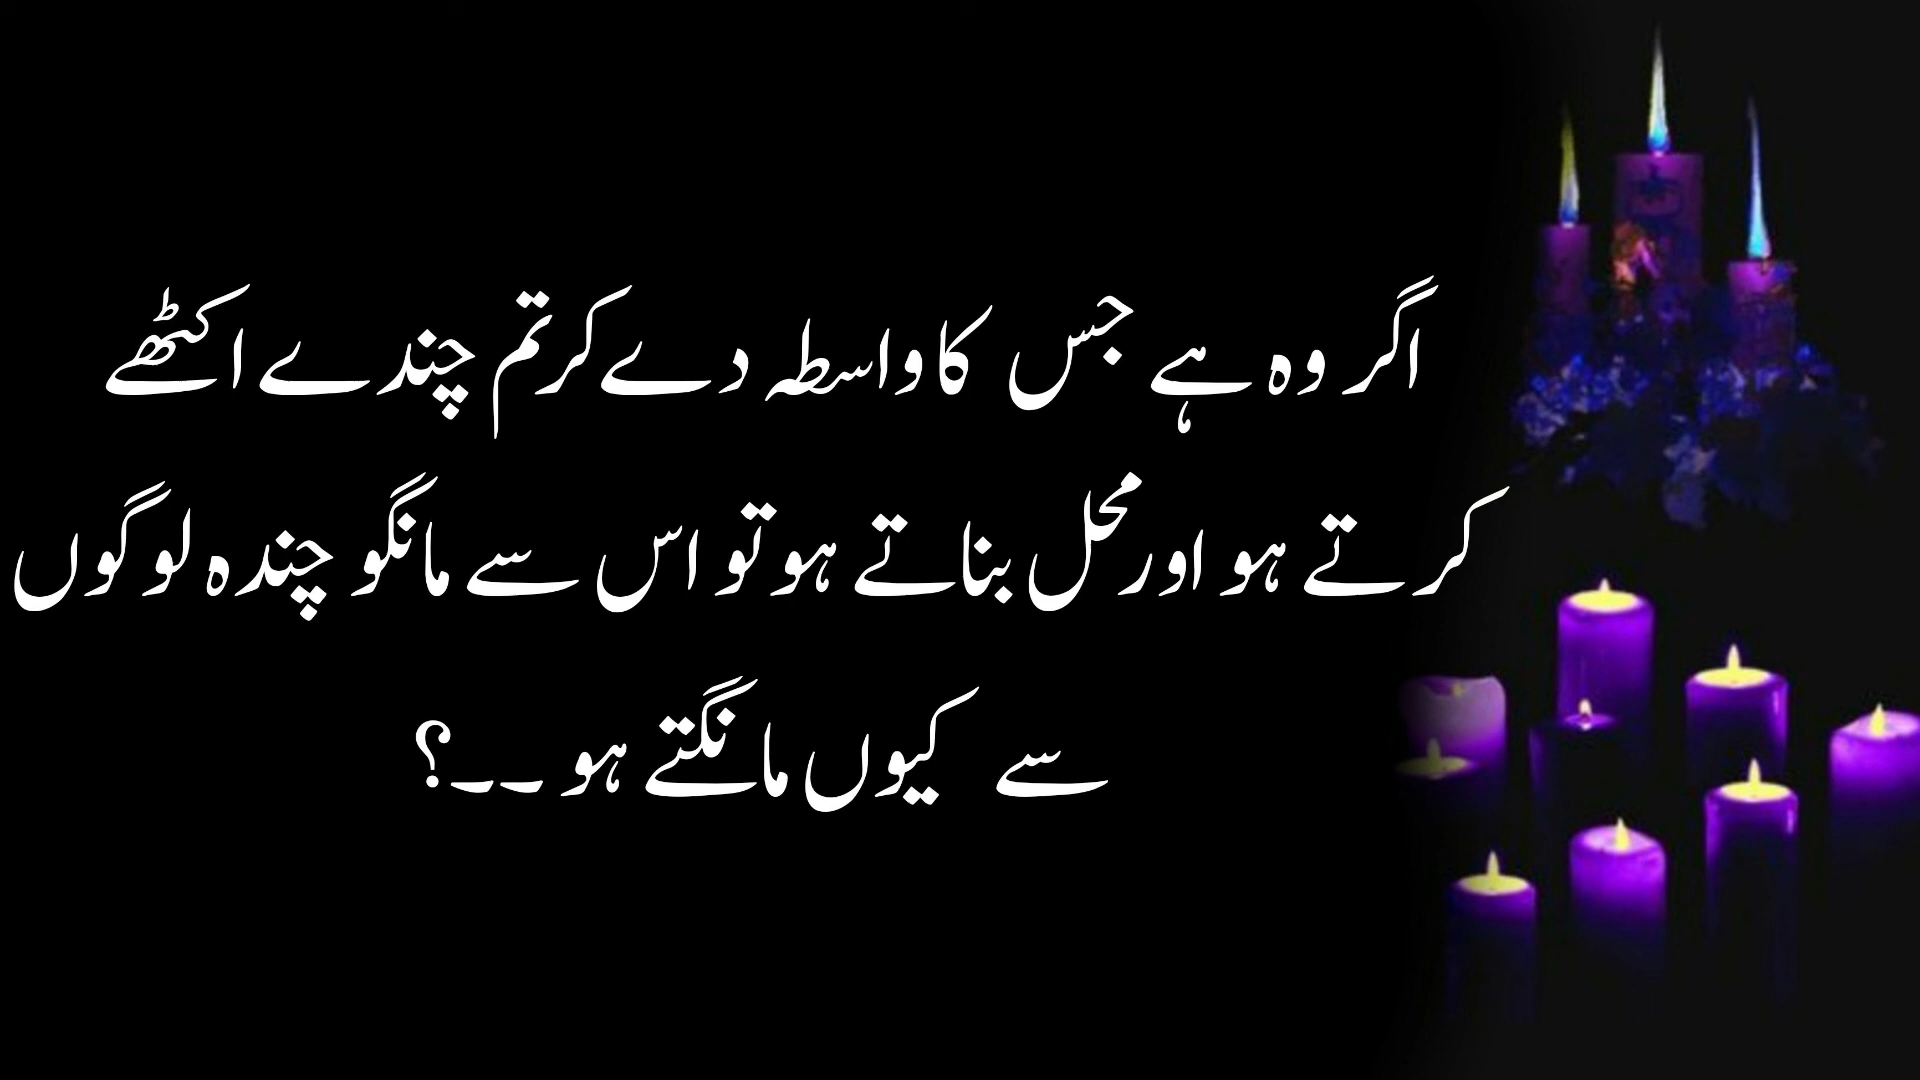 اگر وہ ہے جس کا واسطہ دے کر تم چندے اکٹھے
کرتے ہو اور محل بناتے ہو تو اس سے مانگو چندہ لوگوں
سے کیوں مانگتے ہو ۔۔؟